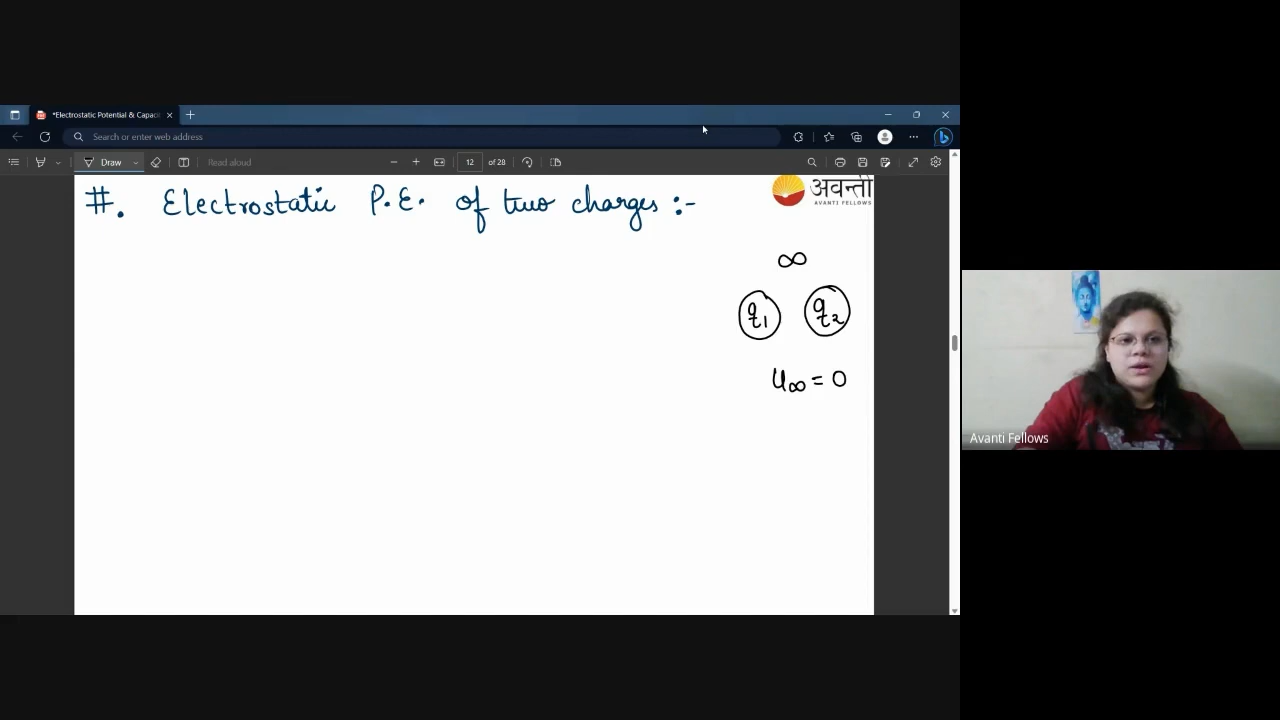 *Electrostatic Potential & Capaci
Search or enter web address
Draw
Read aloud
12 of 28
#. Electrostatic P.E. of two charges :-
अवन्ती
AVANTI FELLOWS
∞
q₁ q₂
U∞ = 0
Avanti Fellows